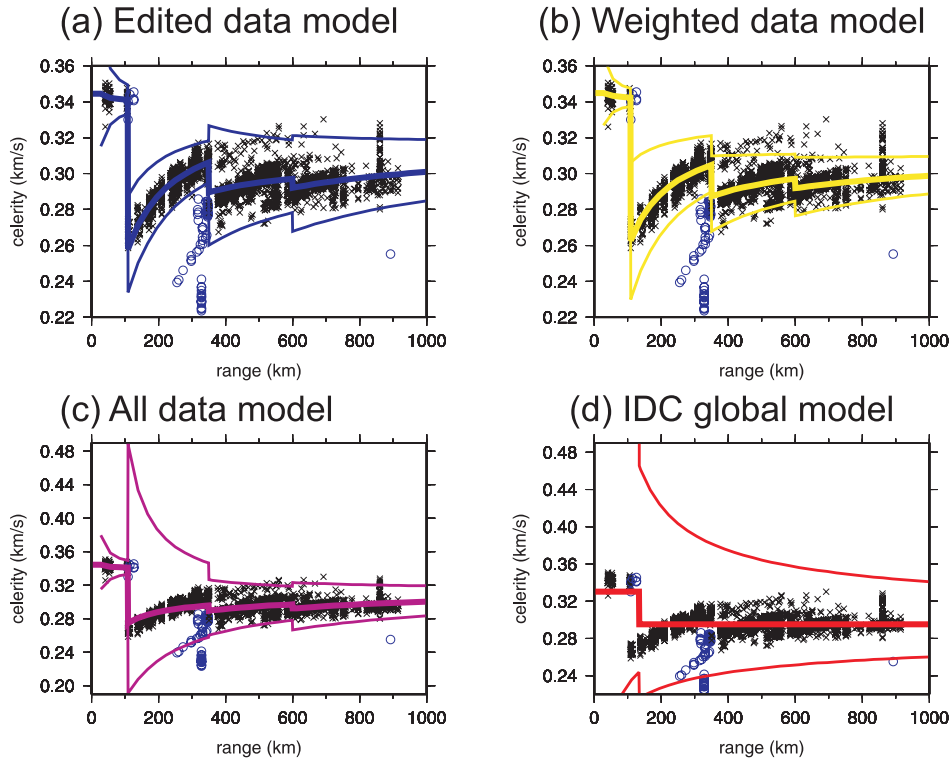 (a) Edited data model
(b) Weighted data model
0.36
0.34
0.32
0.30
0.28
0.26
0.24
0.22
celerity (km/s)
0 200 400 600 800 1000
range (km)
0.36
0.34
0.32
0.30
0.28
0.26
0.24
0.22
celerity (km/s)
0 200 400 600 800 1000
range (km)
(c) All data model
(d) IDC global model
0.48
0.44
0.40
0.36
0.32
0.28
0.24
0.20
celerity (km/s)
0 200 400 600 800 1000
range (km)
0.48
0.44
0.40
0.36
0.32
0.28
0.24
celerity (km/s)
0 200 400 600 800 1000
range (km)